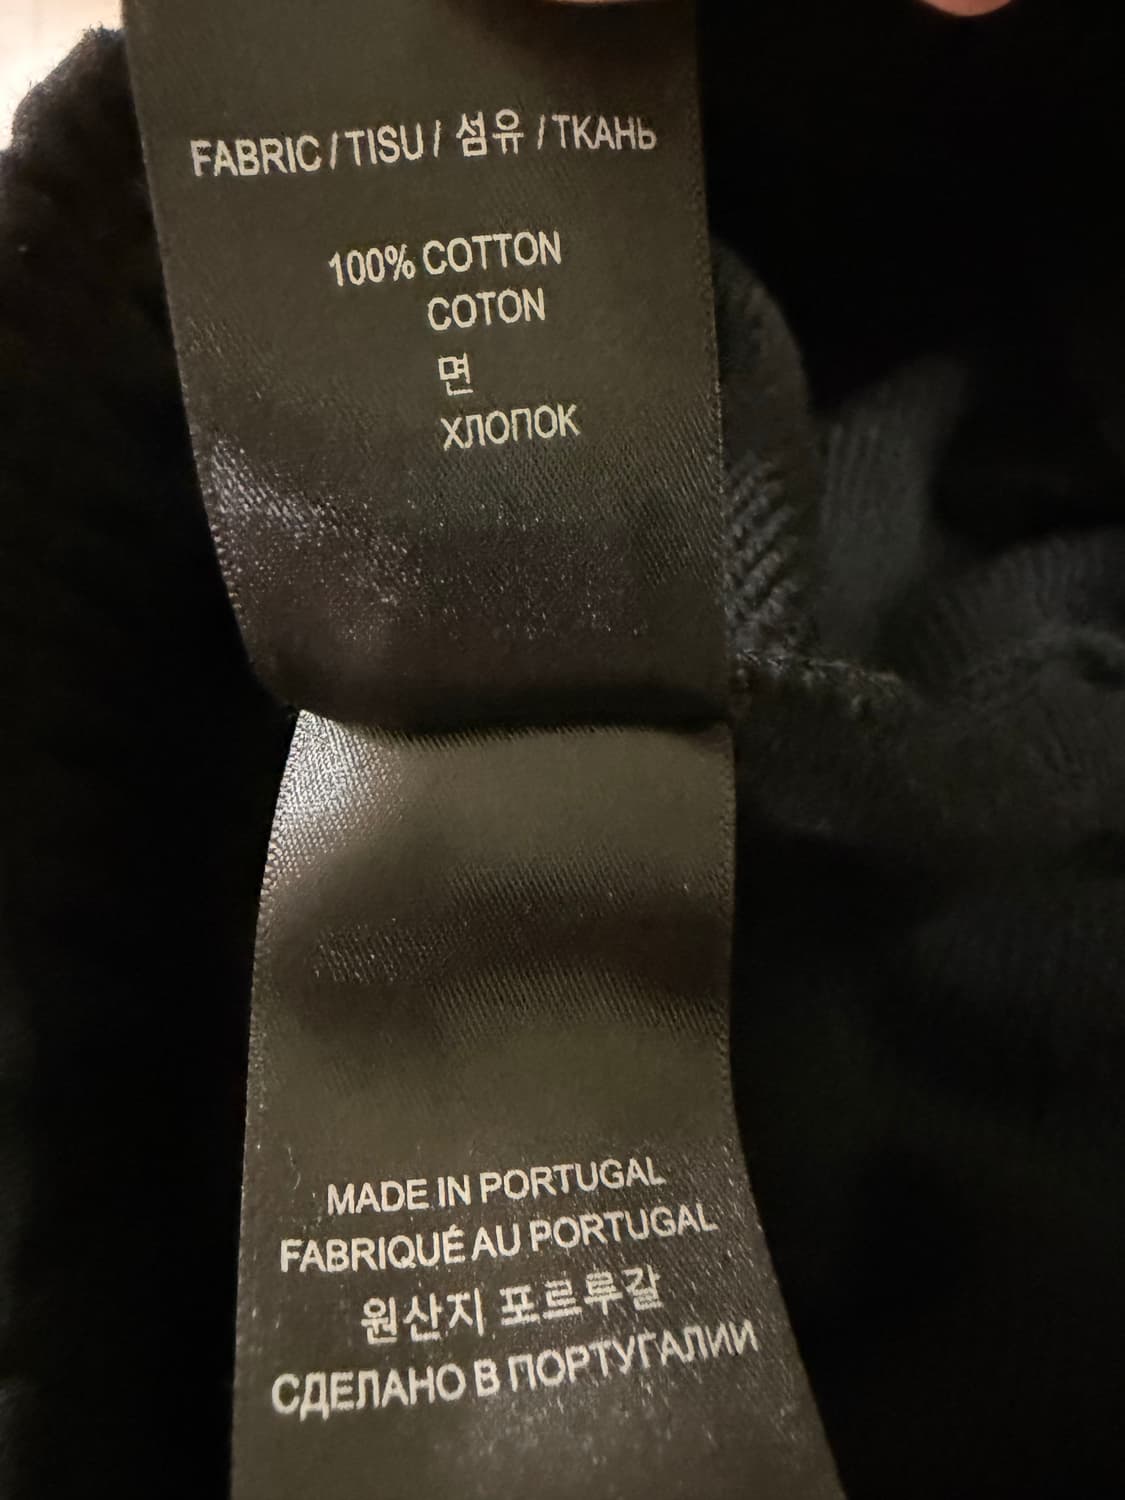 FABRIC / TISU / 섬유 / ТКАНЬ
100% COTTON
COTON
면
ХЛОПОК
MADE IN PORTUGAL
FABRIQUÉ AU PORTUGAL
원산지 포르루갈
СДЕЛАНО В ПОРТУГАЛИИ